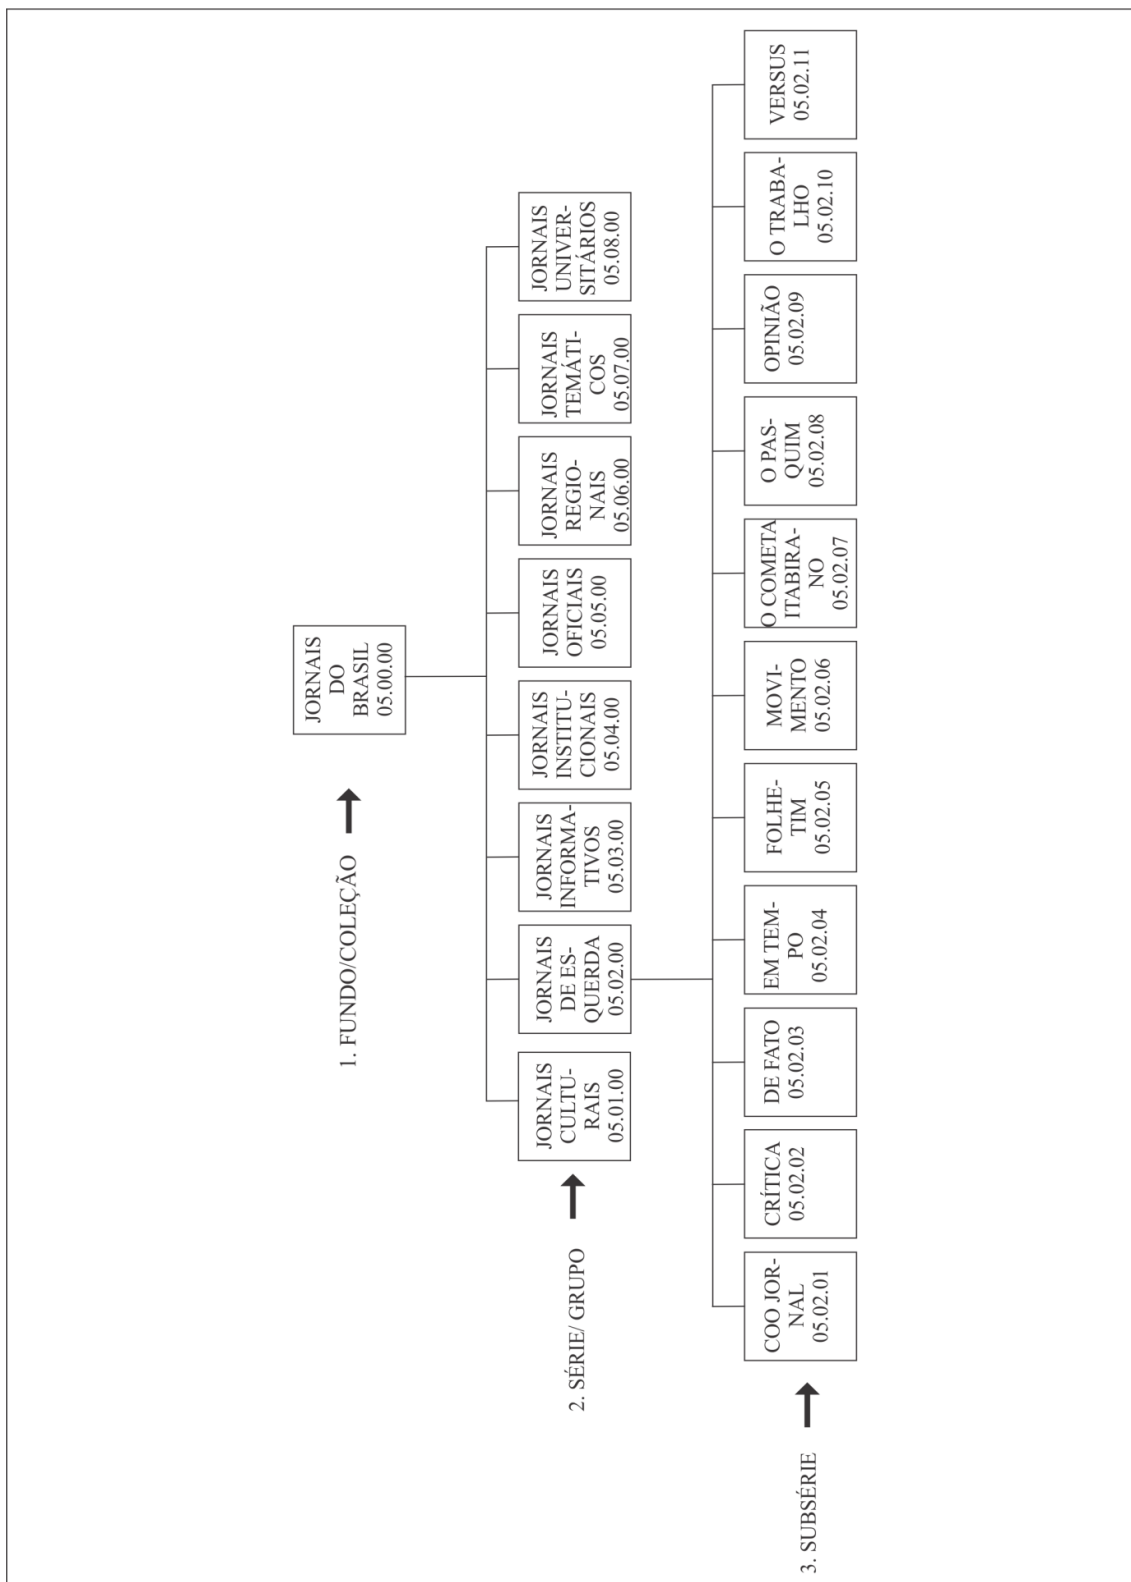 1. FUNDO/COLEÇÃO
JORNAIS
DO
BRASIL
05.00.00
2. SÉRIE/ GRUPO
JORNAIS
CULTU-
RAIS
05.01.00
JORNAIS
DE ES-
QUERDA
05.02.00
JORNAIS
INFORMA-
TIVOS
05.03.00
JORNAIS
INSTITU-
CIONAIS
05.04.00
JORNAIS
OFICIAIS
05.05.00
JORNAIS
REGIO-
NAIS
05.06.00
JORNAIS
TEMÁTI-
COS
05.07.00
JORNAIS
UNIVER-
SITÁRIOS
05.08.00
3. SUBSÉRIE
COO JOR-
NAL
05.02.01
CRÍTICA
05.02.02
DE FATO
05.02.03
EM TEM-
PO
05.02.04
FOLHE-
TIM
05.02.05
MOVI-
MENTO
05.02.06
O COMETA
ITABIRA-
NO
05.02.07
O PAS-
QUIM
05.02.08
OPINIÃO
05.02.09
O TRABA-
LHO
05.02.10
VERSUS
05.02.11